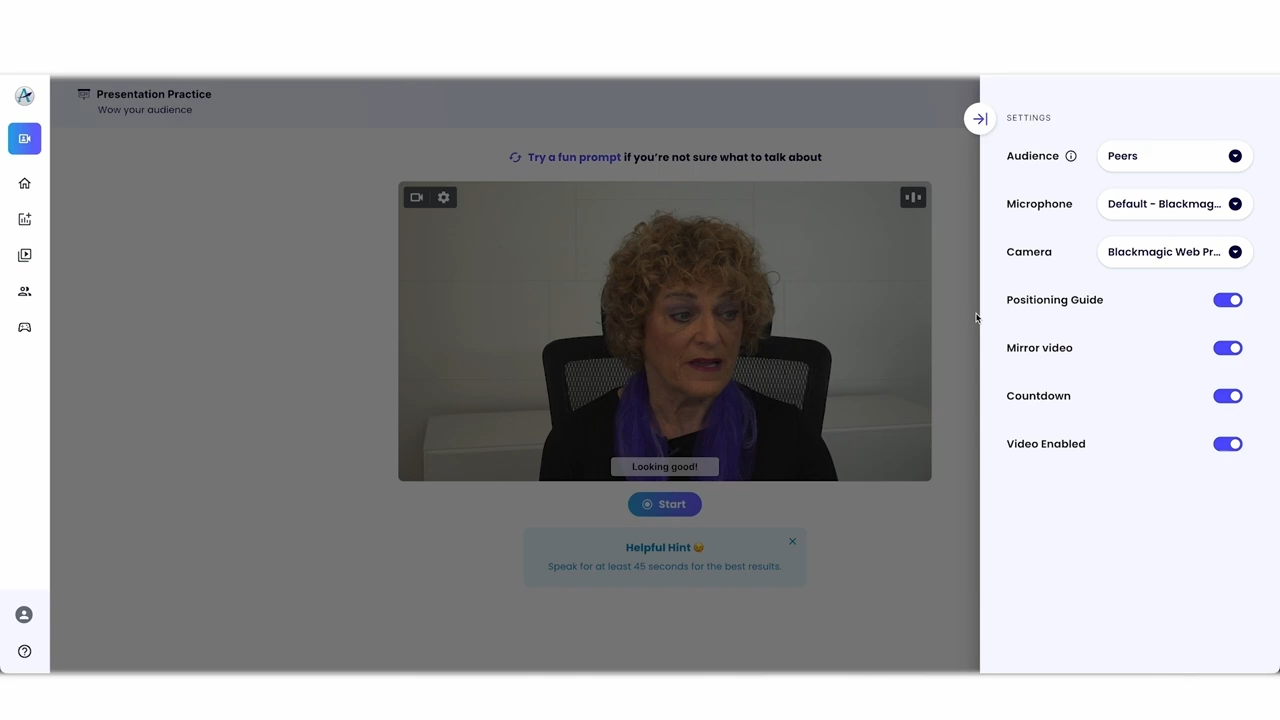 Presentation Practice
Wow your audience
Try a fun prompt if you're not sure what to talk about
Looking good!
Start
Helpful Hint
Speak for at least 45 seconds for the best results.
SETTINGS
Audience
Peers
Microphone
Default - Blackmag...
Camera
Blackmagic Web Pr...
Positioning Guide
Mirror video
Countdown
Video Enabled